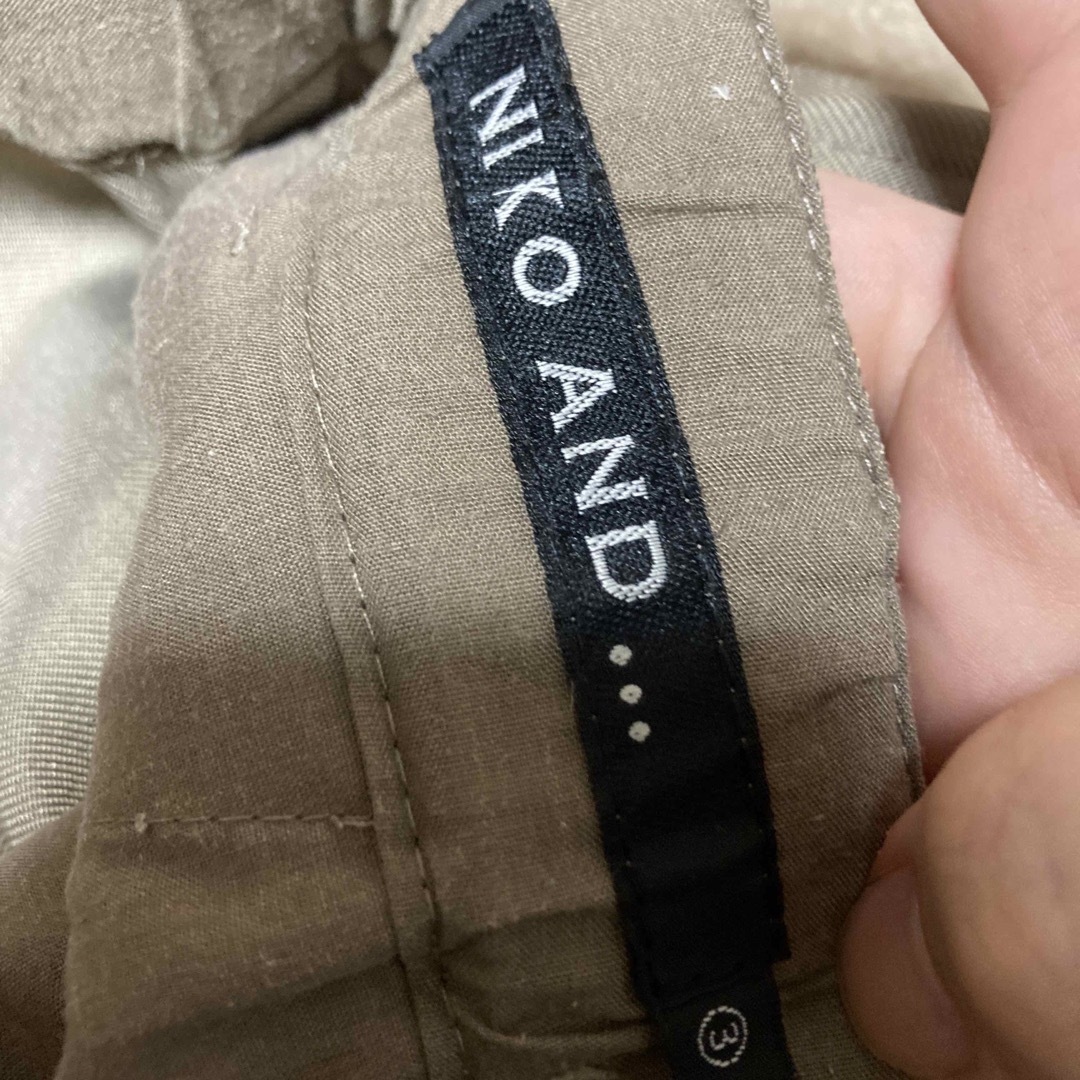 NIKO AND
...
③